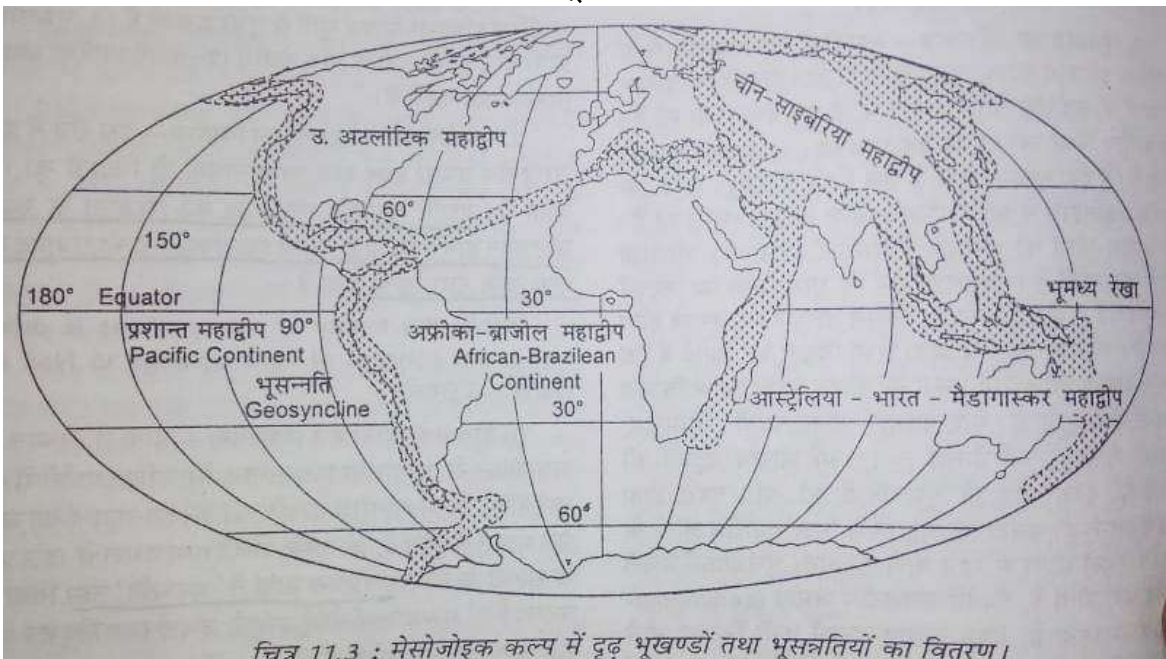 उ. अटलांटिक महाद्वीप
चीन-साइबेरिया महाद्वीप
60°
150°
180° Equator
30°
भूमध्य रेखा
प्रशान्त महाद्वीप 90°
Pacific Continent
अफ्रीका-ब्राजील महाद्वीप
African-Brazilean
Continent
भूसन्नति
Geosyncline
30°
आस्ट्रेलिया - भारत - मैडागास्कर महाद्वीप
60°
चित्र 11.3 : मेसोजोइक कल्प में दृढ़ भूखण्डों तथा भूसन्नतियों का वितरण।